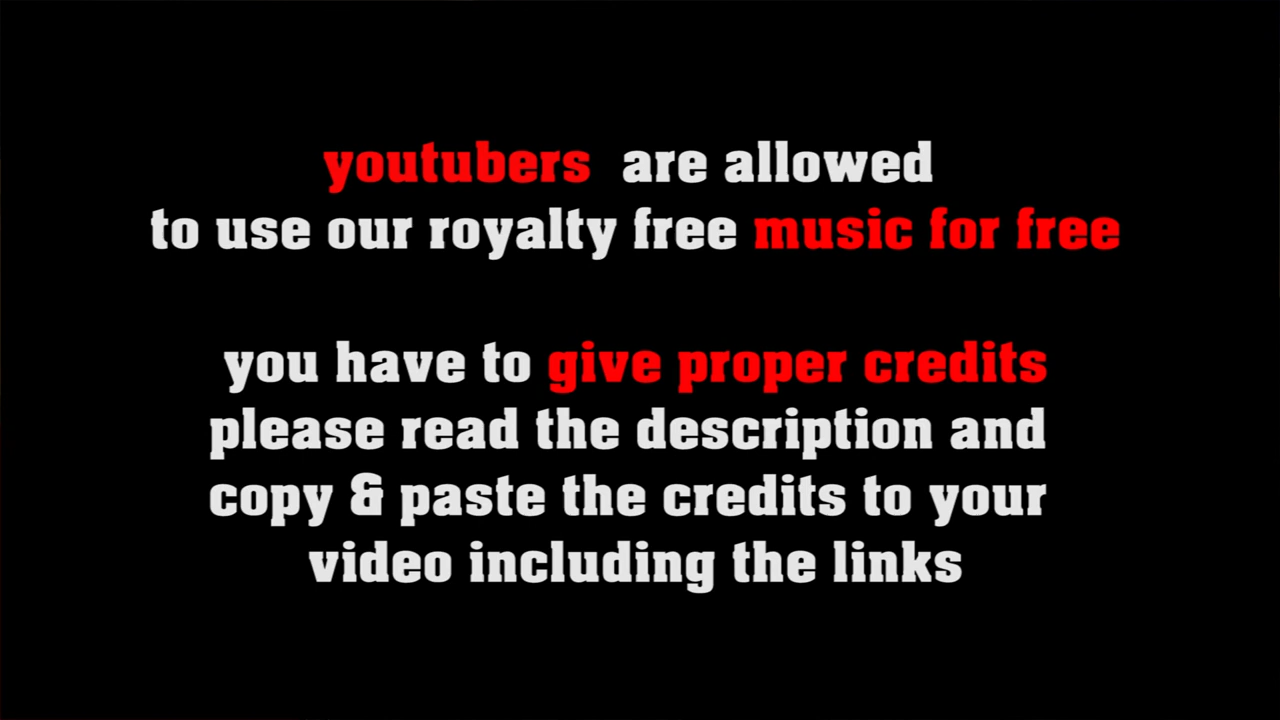 youtubers are allowed
to use our royalty free music for free
you have to give proper credits
please read the description and
copy & paste the credits to your
video including the links